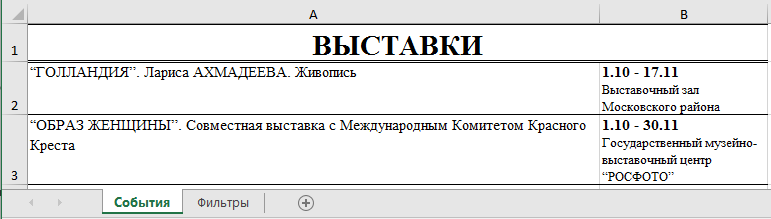 A B
1 ВЫСТАВКИ
“ГОЛЛАНДИЯ”. Лариса АХМАДЕЕВА. Живопись
2
1.10 - 17.11
Выставочный зал
Московского района
“ОБРАЗ ЖЕНЩИНЫ”. Совместная выставка с Международным Комитетом Красного
Креста
3
1.10 - 30.11
Государственный музейно-
выставочный центр
“РОСФОТО”
События Фильтры